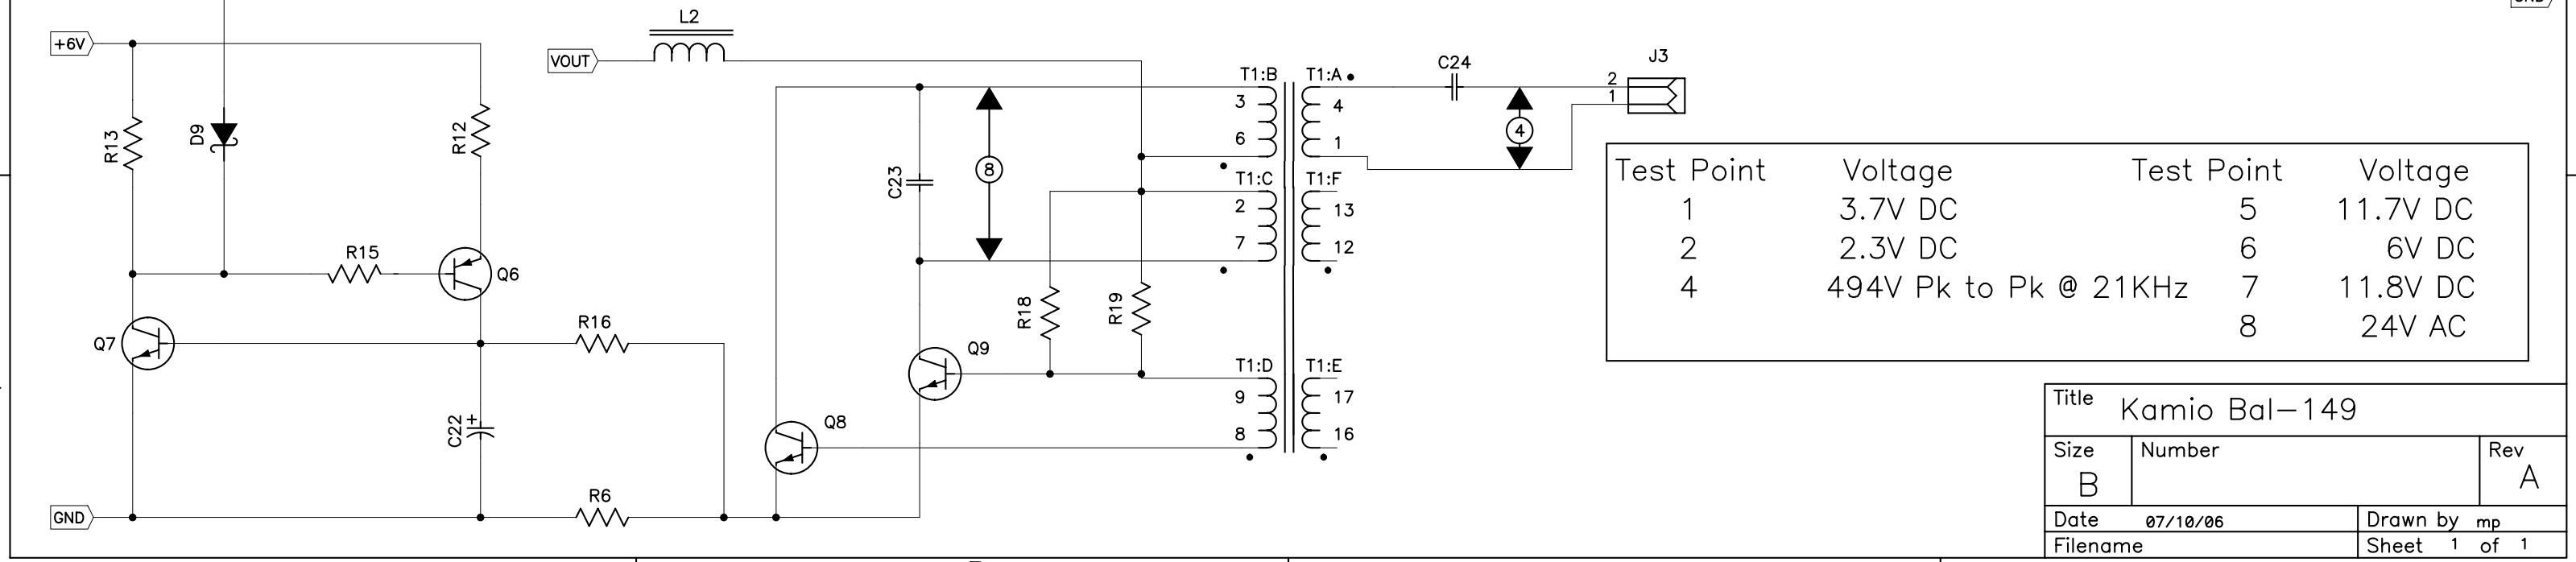 GND
L2
+6V
VOUT
R13
D9
R12
R15
Q6
Q7
R16
C22
+
GND
R6
C23
8
T1:B
3
6
T1:C
2
7
R18
R19
Q9
Q8
T1:D
9
8
T1:A
4
1
T1:F
13
12
T1:E
17
16
C24
4
J3
2
1
Test Point Voltage Test Point Voltage
1 3.7V DC 5 11.7V DC
2 2.3V DC 6 6V DC
4 494V Pk to Pk @ 21KHz 7 11.8V DC
8 24V AC
Title Kamio Bal-149
Size Number Rev
B A
Date 07/10/06 Drawn by mp
Filename Sheet 1 of 1